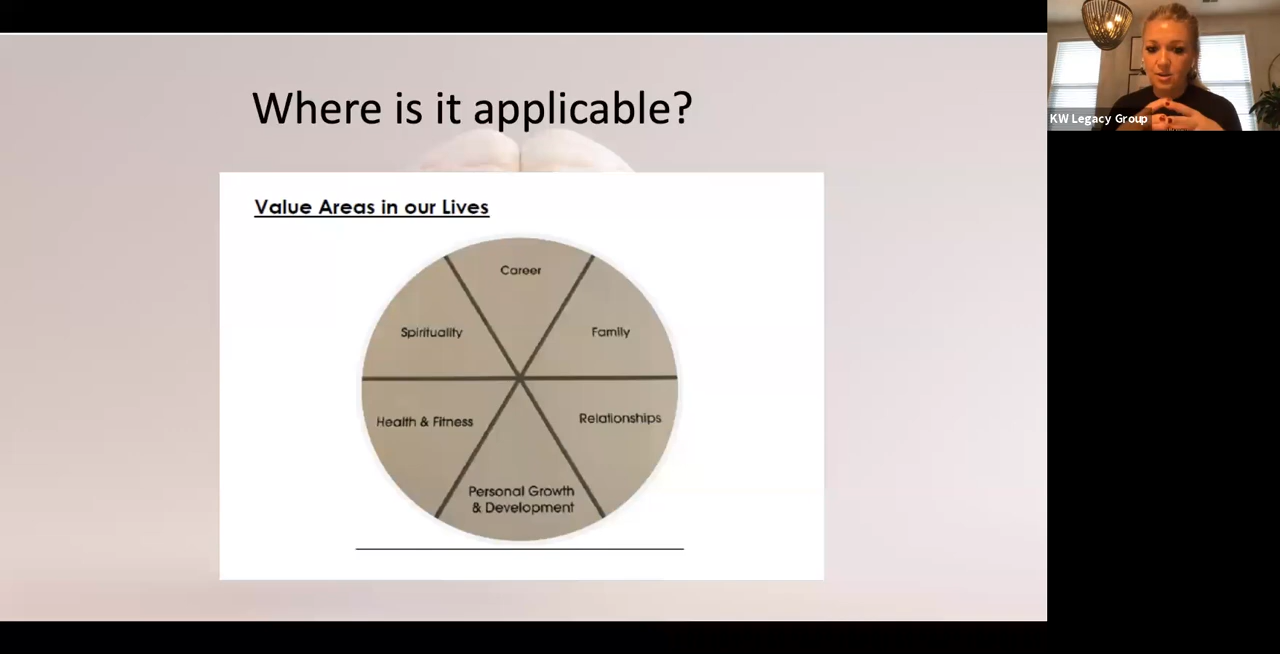 Where is it applicable?
KW Legacy Group
Value Areas in our Lives
Career
Spirituality
Family
Health & Fitness
Relationships
Personal Growth
& Development